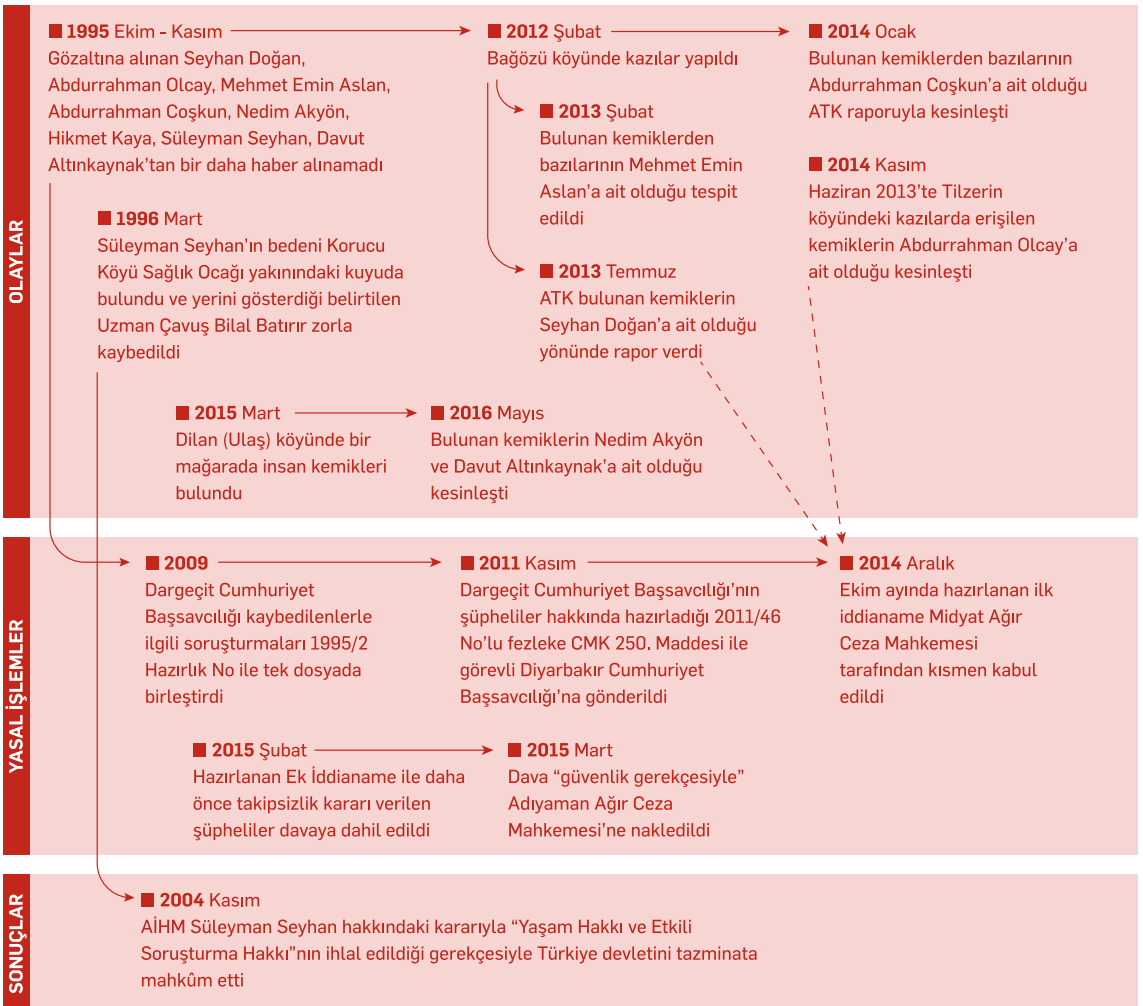 OLAYLAR
■ 1995 Ekim - Kasım
Gözaltına alınan Seyhan Doğan,
Abdurrahman Olcay, Mehmet Emin Aslan,
Abdurrahman Coşkun, Nedim Akyön,
Hikmet Kaya, Süleyman Seyhan, Davut
Altınkaynak’tan bir daha haber alınamadı
■ 1996 Mart
Süleyman Seyhan’ın bedeni Korucu
Köyü Sağlık Ocağı yakınındaki kuyuda
bulundu ve yerini gösterdiği belirtilen
Uzman Çavuş Bilal Batırır zorla
kaybedildi
■ 2012 Şubat
Bağözü köyünde kazılar yapıldı
■ 2013 Şubat
Bulunan kemiklerden
bazılarının Mehmet Emin
Aslan’a ait olduğu tespit
edildi
■ 2013 Temmuz
ATK bulunan kemiklerin
Seyhan Doğan’a ait olduğu
yönünde rapor verdi
■ 2014 Ocak
Bulunan kemiklerden bazılarının
Abdurrahman Coşkun’a ait olduğu
ATK raporuyla kesinleşti
■ 2014 Kasım
Haziran 2013’te Tilzerin
köyündeki kazılarda erişilen
kemiklerin Abdurrahman Olcay’a
ait olduğu kesinleşti
■ 2015 Mart
Dilan (Ulaş) köyünde bir
mağarada insan kemikleri
bulundu
■ 2016 Mayıs
Bulunan kemiklerin Nedim Akyön
ve Davut Altınkaynak’a ait olduğu
kesinleşti
YASAL İŞLEMLER
■ 2009
Dargeçit Cumhuriyet
Başsavcılığı kaybedilenlerle
ilgili soruşturmaları 1995/2
Hazırlık No ile tek dosyada
birleştirdi
■ 2011 Kasım
Dargeçit Cumhuriyet Başsavcılığı’nın
şüpheliler hakkında hazırladığı 2011/46
No’lu fezleke CMK 250. Maddesi ile
görevli Diyarbakır Cumhuriyet
Başsavcılığı’na gönderildi
■ 2014 Aralık
Ekim ayında hazırlanan ilk
iddianame Midyat Ağır
Ceza Mahkemesi
tarafından kısmen kabul
edildi
■ 2015 Şubat
Hazırlanan Ek İddianame ile daha
önce takipsizlik kararı verilen
şüpheliler davaya dahil edildi
■ 2015 Mart
Dava “güvenlik gerekçesiyle”
Adıyaman Ağır Ceza
Mahkemesi’ne nakledildi
SONUÇLAR
■ 2004 Kasım
AİHM Süleyman Seyhan hakkındaki kararıyla “Yaşam Hakkı ve Etkili
Soruşturma Hakkı”nın ihlal edildiği gerekçesiyle Türkiye devletini tazminata
mahkûm etti